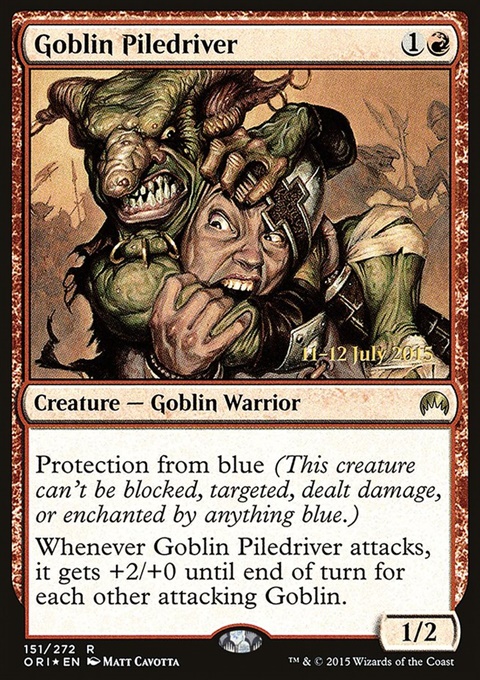 Goblin Piledriver 1
11–12 July 2015
Creature — Goblin Warrior
Protection from blue (This creature
can't be blocked, targeted, dealt damage,
or enchanted by anything blue.)
Whenever Goblin Piledriver attacks,
it gets +2/+0 until end of turn for
each other attacking Goblin.
1/2
151/272 R
ORI★EN Matt Cavotta
™ & © 2015 Wizards of the Coast